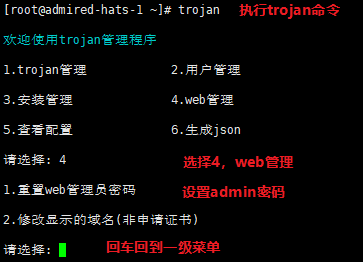 [root@admired-hats-1 ~]# trojan 执行trojan命令
欢迎使用trojan管理程序
1.trojan管理 2.用户管理
3.安装管理 4.web管理
5.查看配置 6.生成json
请选择: 4 选择4，web管理
1.重置web管理员密码 设置admin密码
2.修改显示的域名(非申请证书)
请选择: 回车回到一级菜单